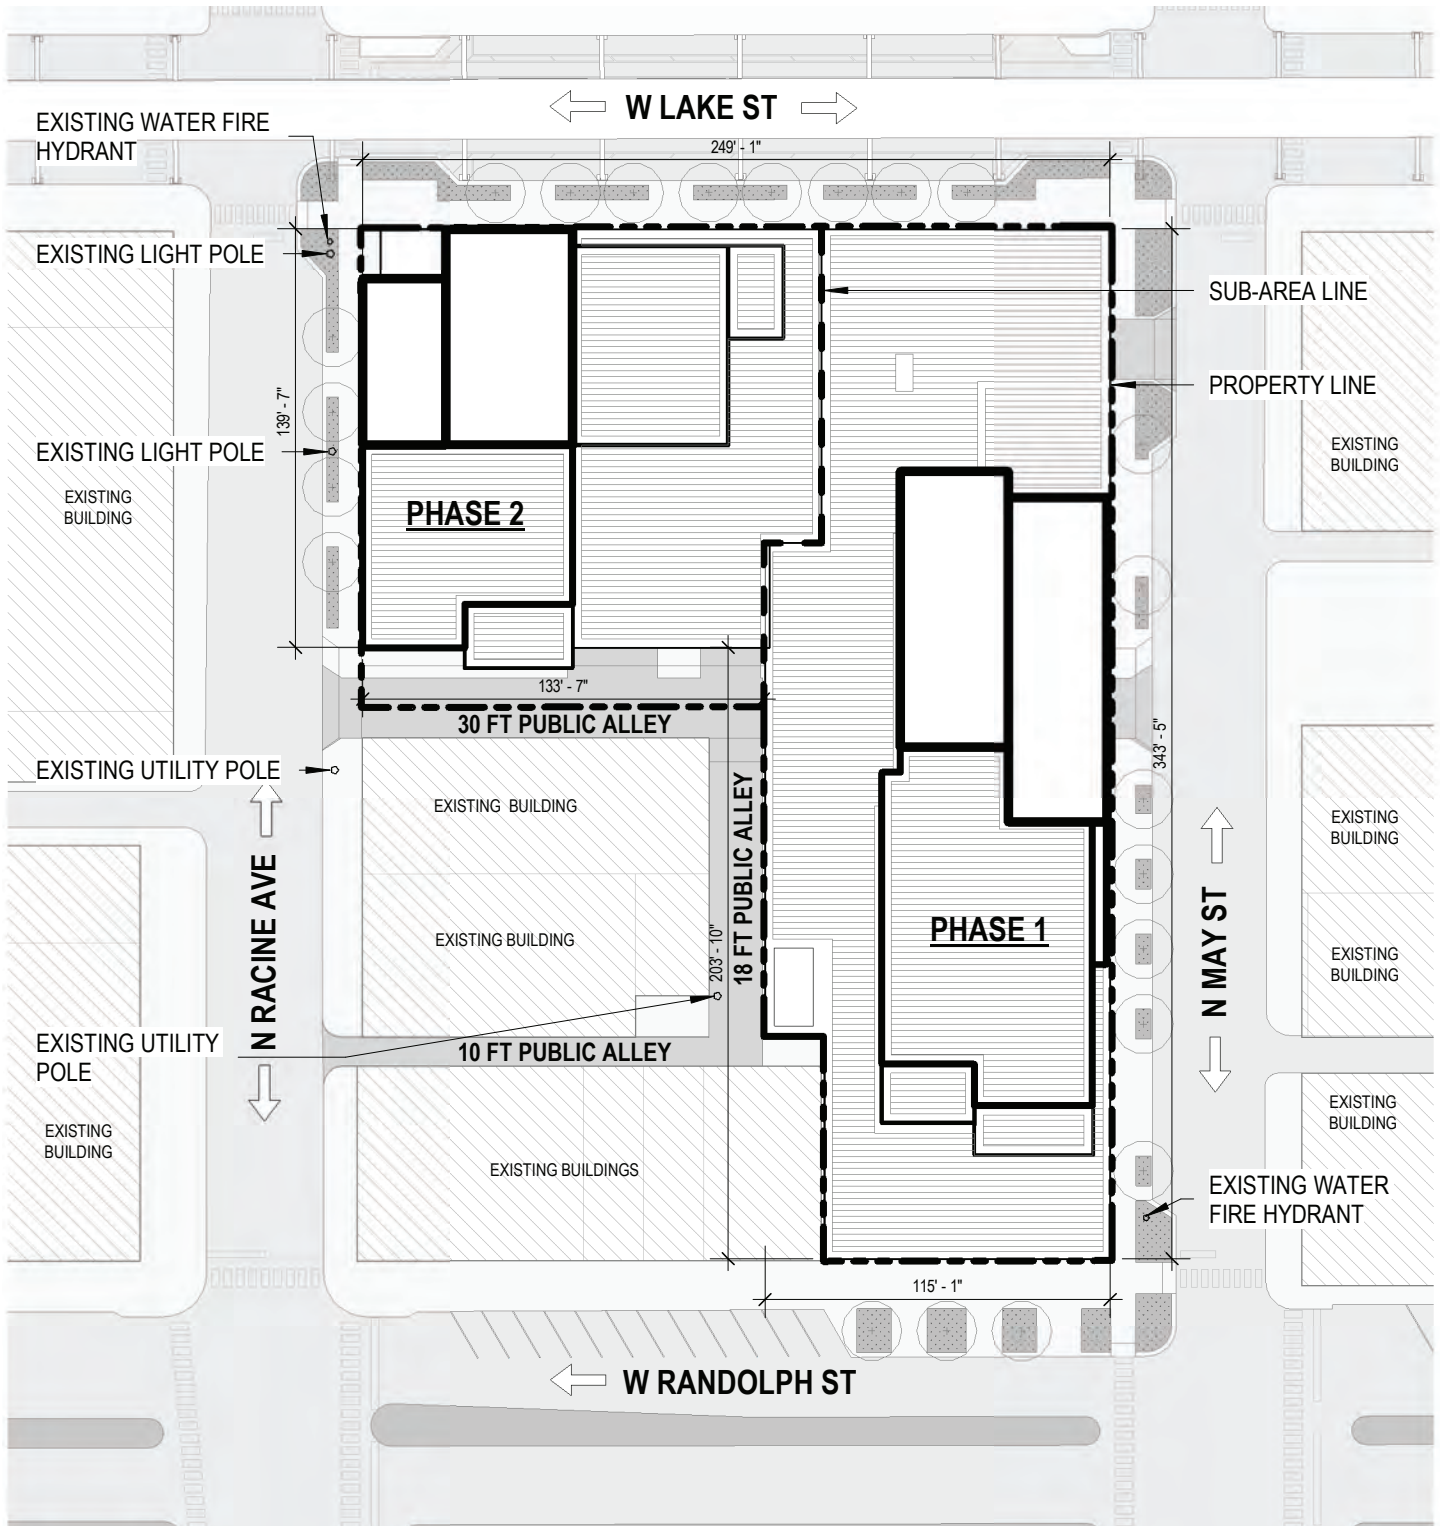 W LAKE ST
EXISTING WATER FIRE
HYDRANT
249' - 1"
EXISTING LIGHT POLE
SUB-AREA LINE
PROPERTY LINE
139' - 7"
EXISTING LIGHT POLE
EXISTING
BUILDING
EXISTING
BUILDING
PHASE 2
133' - 7"
30 FT PUBLIC ALLEY
343' - 5"
EXISTING UTILITY POLE
EXISTING BUILDING
EXISTING
BUILDING
18 FT PUBLIC ALLEY
203' - 10"
N RACINE AVE
EXISTING BUILDING
PHASE 1
N MAY ST
EXISTING
BUILDING
EXISTING UTILITY
POLE
10 FT PUBLIC ALLEY
EXISTING
BUILDING
EXISTING
BUILDING
EXISTING BUILDINGS
EXISTING WATER
FIRE HYDRANT
115' - 1"
W RANDOLPH ST